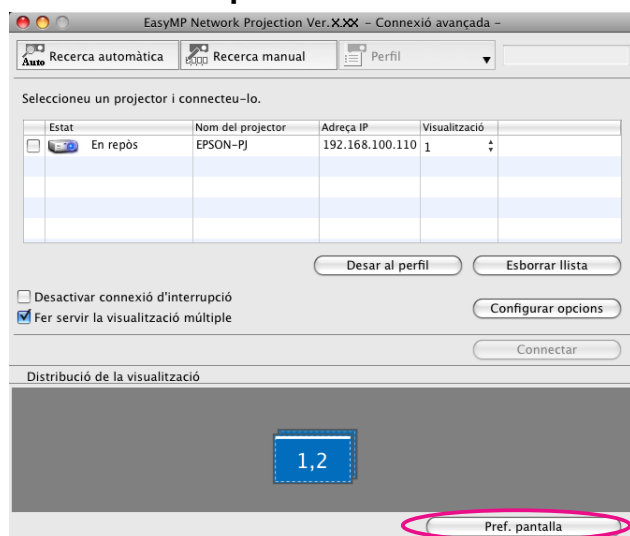 EasyMP Network Projection Ver.X.XX – Connexió avançada –
Auto Recerca automàtica Recerca manual Perfil
Seleccioneu un projector i connecteu-lo.
Estat Nom del projector Adreça IP Visualització
En repòs EPSON-PJ 192.168.100.110 1
Desar al perfil Esborrar llista
Desactivar connexió d'interrupció
Configurar opcions
Fer servir la visualització múltiple
Connectar
Distribució de la visualització
1,2
Pref. pantalla